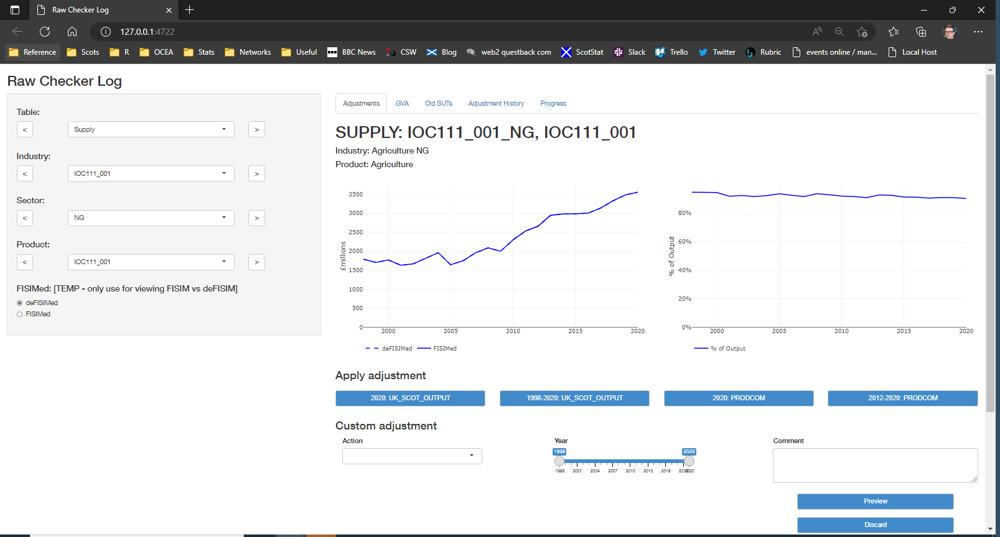 Raw Checker Log
127.0.0.1:4722
Reference Scots R OCEA Stats Networks Useful BBC News CSW Blog web2 questback com ScotStat Slack Trello Twitter Rubric events online / man... Local Host
Raw Checker Log
Table:
< Supply >
Industry:
< IOC111_001 >
Sector:
< NG >
Product:
< IOC111_001 >
FISIMed: [TEMP - only use for viewing FISIM vs deFISIM]
deFISIMed
FISIMed
Adjustments GVA Old SUTs Adjustment History Progress
SUPPLY: IOC111_001_NG, IOC111_001
Industry: Agriculture NG
Product: Agriculture
£millions
3500
3000
2500
2000
1500
1000
500
0
2000 2005 2010 2015 2020
deFISIMed FISIMed
% of Output
80%
60%
40%
20%
0%
2000 2005 2010 2015 2020
% of Output
Apply adjustment
2020: UK_SCOT_OUTPUT 1998-2020: UK_SCOT_OUTPUT 2020: PRODCOM 2012-2020: PRODCOM
Custom adjustment
Action Year Comment
1998 2020
1998 2001 2004 2007 2010 2013 2016 2019 2020
Preview
Discard